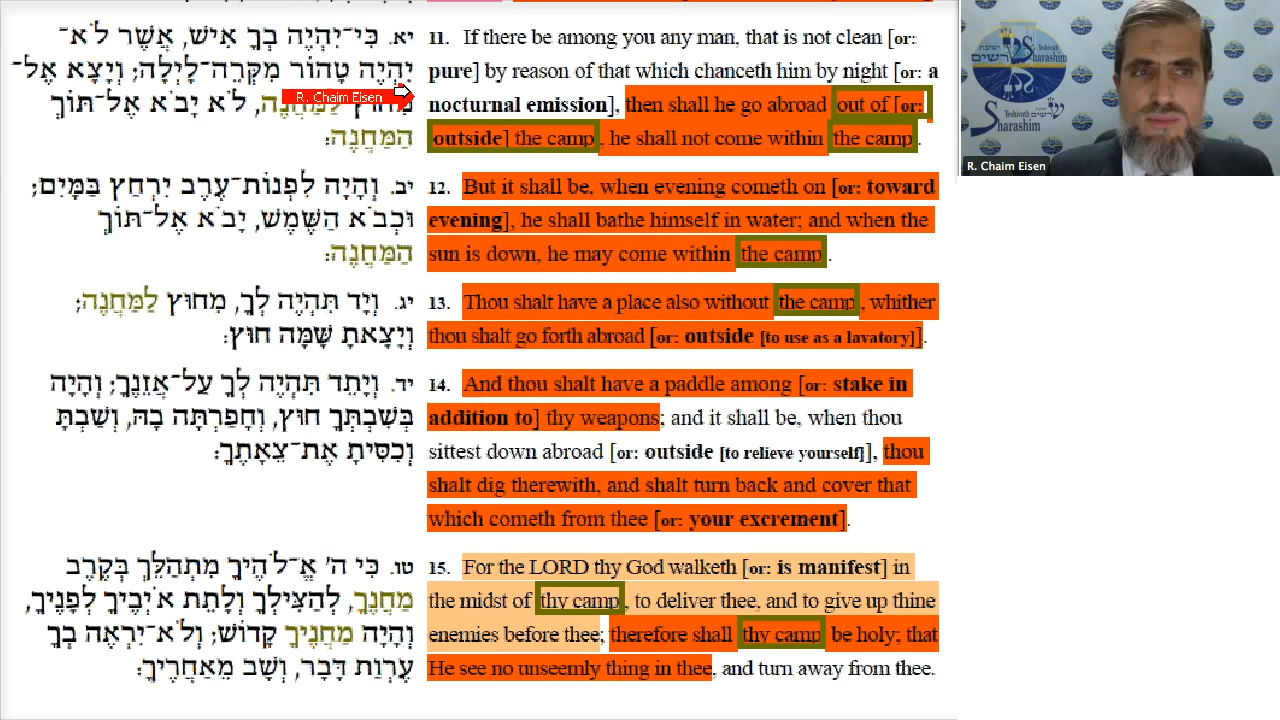 יא. כִּי־יִהְיֶה בְךָ אִישׁ, אֲשֶׁר לֹא־
יִהְיֶה טָהוֹר מִקְּרֵה־לָיְלָה; וְיָצָא אֶל־
לַמַּחֲנֶה, לֹא יָבֹא אֶל־תּוֹךְ
הַמַּחֲנֶה:
11. If there be among you any man, that is not clean [or:
pure] by reason of that which chanceth him by night [or: a
nocturnal emission], then shall he go abroad out of [or:
outside] the camp, he shall not come within the camp.
יב. וְהָיָה לִפְנוֹת־עֶרֶב יִרְחַץ בַּמָּיִם;
וּכְבֹא הַשֶּׁמֶשׁ, יָבֹא אֶל־תּוֹךְ
הַמַּחֲנֶה:
12. But it shall be, when evening cometh on [or: toward
evening], he shall bathe himself in water; and when the
sun is down, he may come within the camp.
יג. וְיָד תִּהְיֶה לְךָ, מִחוּץ לַמַּחֲנֶה;
וְיָצָאתָ שָׁמָּה חוּץ:
13. Thou shalt have a place also without the camp, whither
thou shalt go forth abroad [or: outside [to use as a lavatory]].
יד. וְיָתֵד תִּהְיֶה לְךָ עַל־אֲזֵנֶךָ; וְהָיָה
בְּשִׁבְתְּךָ חוּץ, וְחָפַרְתָּה בָהּ, וְשַׁבְתָּ
וְכִסִּיתָ אֶת־צֵאָתֶךָ:
14. And thou shalt have a paddle among [or: stake in
addition to] thy weapons; and it shall be, when thou
sittest down abroad [or: outside [to relieve yourself]], thou
shalt dig therewith, and shalt turn back and cover that
which cometh from thee [or: your excrement].
טו. כִּי ה' אֱ־לֹהֶיךָ מִתְהַלֵּךְ בְּקֶרֶב
מַחֲנֶךָ, לְהַצִּילְךָ וְלָתֵת אֹיְבֶיךָ לְפָנֶיךָ,
וְהָיָה מַחֲנֶיךָ קָדוֹשׁ; וְלֹא־יִרְאֶה בְךָ
עֶרְוַת דָּבָר, וְשָׁב מֵאַחֲרֶיךָ:
15. For the LORD thy God walketh [or: is manifest] in
the midst of thy camp, to deliver thee, and to give up thine
enemies before thee; therefore shall thy camp be holy; that
He see no unseemly thing in thee, and turn away from thee.
R. Chaim Eisen
Yeshivath
Sharashim
R. Chaim Eisen